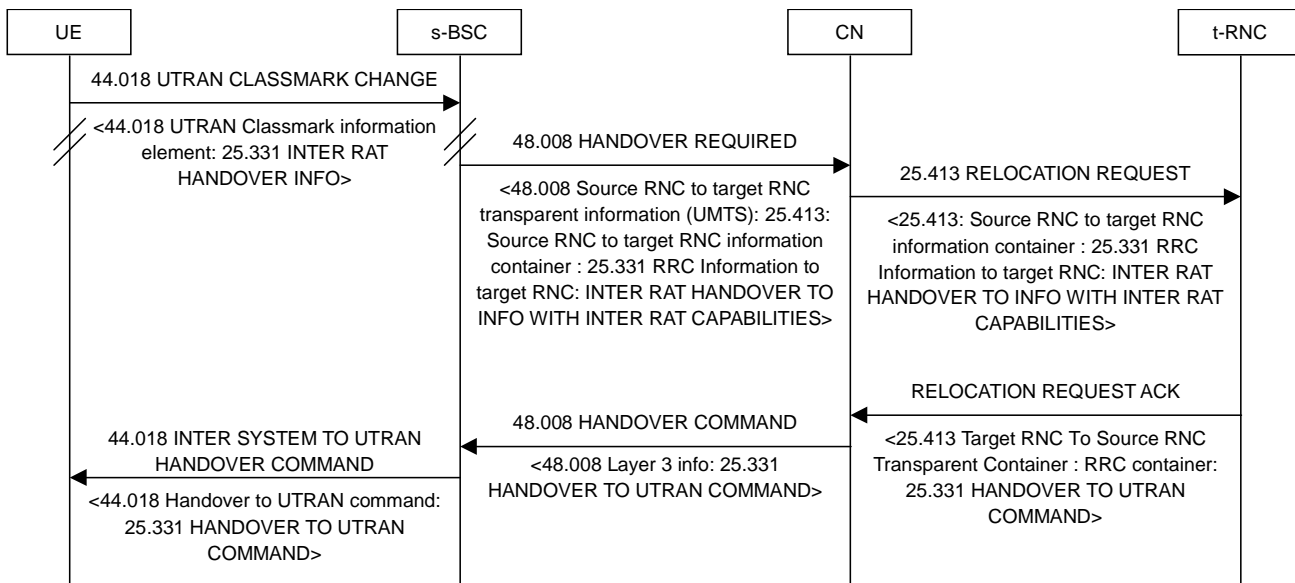 UE
s-BSC
CN
t-RNC
44.018 UTRAN CLASSMARK CHANGE
<44.018 UTRAN Classmark information
element: 25.331 INTER RAT
HANDOVER INFO>
48.008 HANDOVER REQUIRED
<48.008 Source RNC to target RNC
transparent information (UMTS): 25.413:
Source RNC to target RNC information
container : 25.331 RRC Information to
target RNC: INTER RAT HANDOVER TO
INFO WITH INTER RAT CAPABILITIES>
25.413 RELOCATION REQUEST
<25.413: Source RNC to target RNC
information container : 25.331 RRC
Information to target RNC: INTER RAT
HANDOVER TO INFO WITH INTER RAT
CAPABILITIES>
RELOCATION REQUEST ACK
<25.413 Target RNC To Source RNC
Transparent Container : RRC container:
25.331 HANDOVER TO UTRAN
COMMAND>
48.008 HANDOVER COMMAND
<48.008 Layer 3 info: 25.331
HANDOVER TO UTRAN COMMAND>
44.018 INTER SYSTEM TO UTRAN
HANDOVER COMMAND
<44.018 Handover to UTRAN command:
25.331 HANDOVER TO UTRAN
COMMAND>